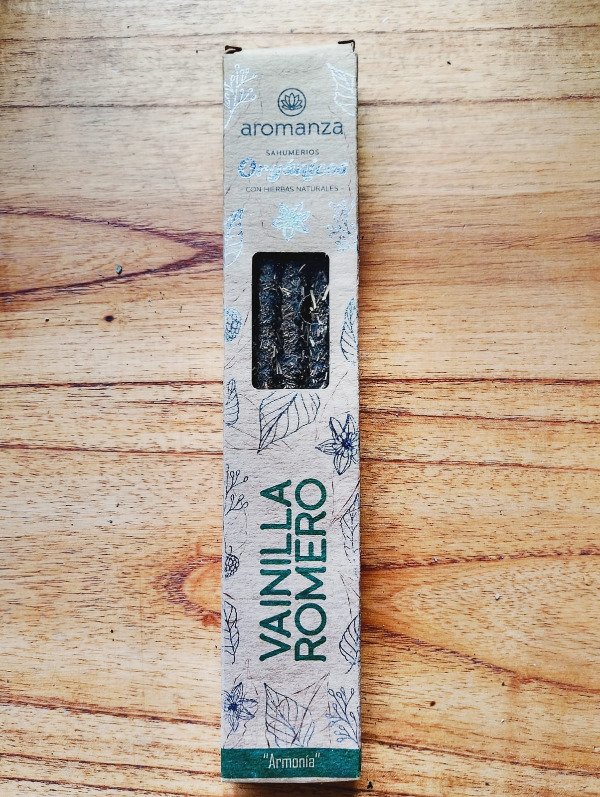 aromanza
SAHUMERIOS
Orgánicos
CON HIERBAS NATURALES
VAINILLA
ROMERO
"Armonía"